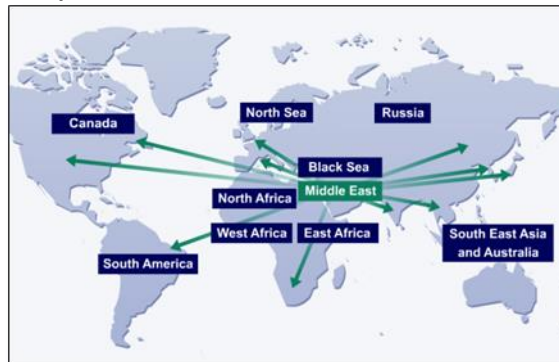 North Sea
Russia
Canada
Black Sea
Middle East
North Africa
West Africa
East Africa
South East Asia
and Australia
South America